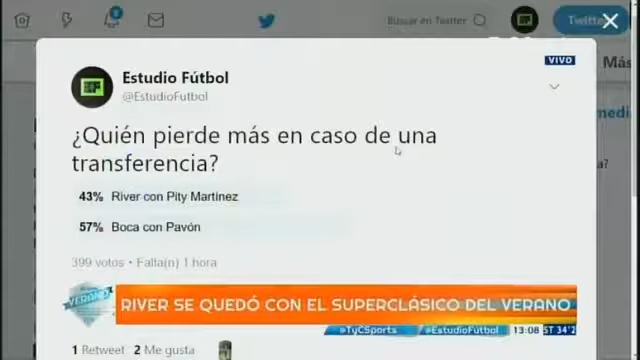 Buscar en Twitter
Twitte
VIVO
Más
Estudio Fútbol
@EstudioFutbol
¿Quién pierde más en caso de una
transferencia?
43% River con Pity Martínez
57% Boca con Pavón
399 votos • Falta(n) 1 hora
VERANO
RIVER SE QUEDÓ CON EL SUPERCLÁSICO DEL VERANO
@TyCSports @EstudioFutbol 13:08 ST 34'2
1 Retweet 2 Me gusta